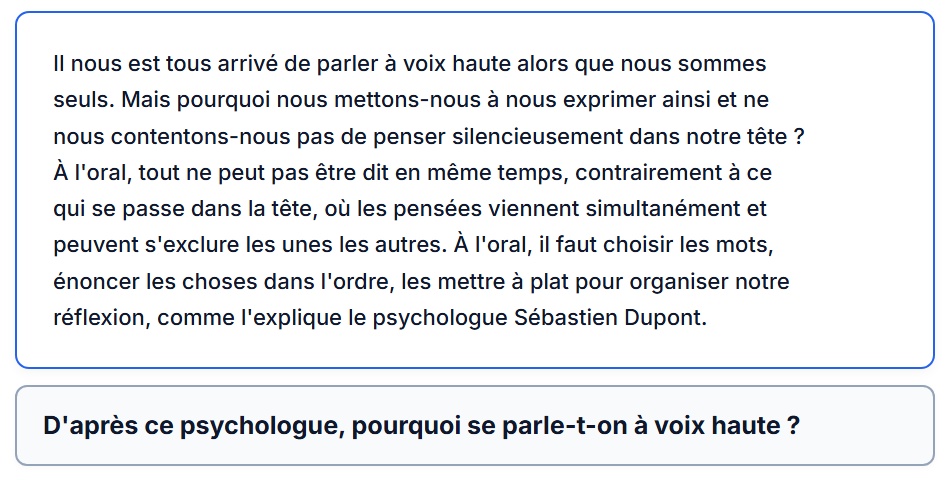 Il nous est tous arrivé de parler à voix haute alors que nous sommes
seuls. Mais pourquoi nous mettons-nous à nous exprimer ainsi et ne
nous contentons-nous pas de penser silencieusement dans notre tête ?
À l'oral, tout ne peut pas être dit en même temps, contrairement à ce
qui se passe dans la tête, où les pensées viennent simultanément et
peuvent s'exclure les unes les autres. À l'oral, il faut choisir les mots,
énoncer les choses dans l'ordre, les mettre à plat pour organiser notre
réflexion, comme l'explique le psychologue Sébastien Dupont.
D'après ce psychologue, pourquoi se parle-t-on à voix haute ?